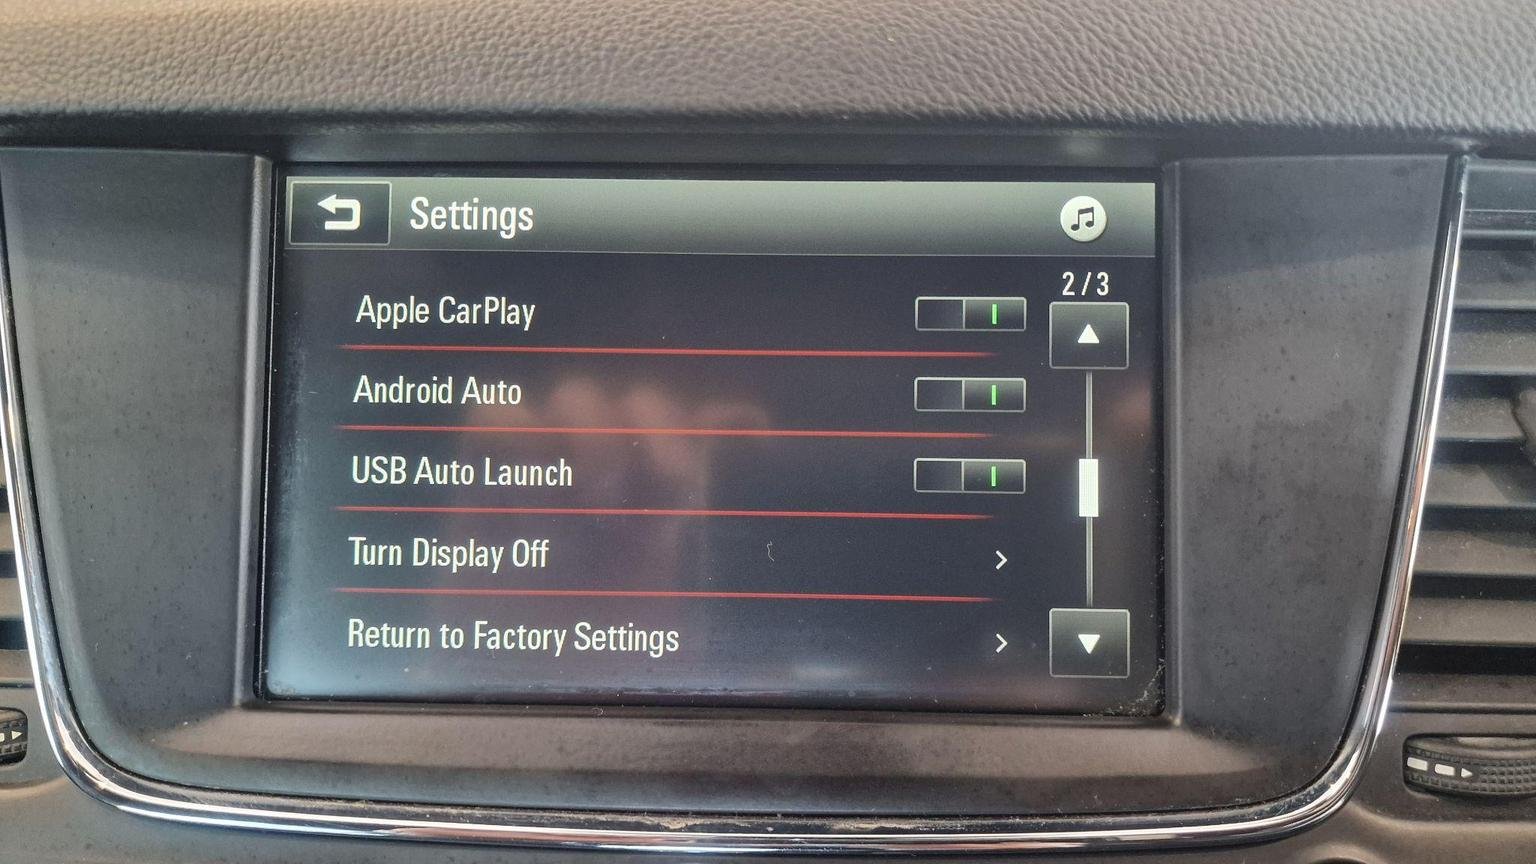 Settings
2/3
Apple CarPlay
Android Auto
USB Auto Launch
Turn Display Off
Return to Factory Settings